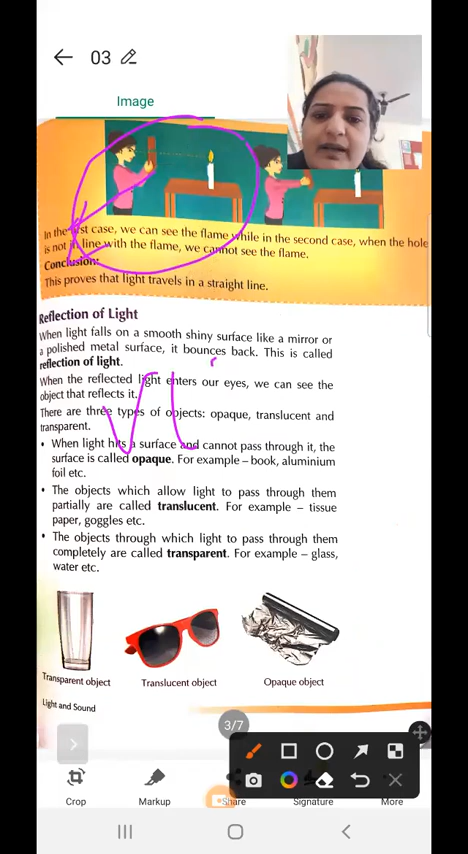 03
Image
In the first case, we can see the flame while in the second case, when the hole
is not in line with the flame, we cannot see the flame.
Conclusion:
This proves that light travels in a straight line.
Reflection of Light
When light falls on a smooth shiny surface like a mirror or
a polished metal surface, it bounces back. This is called
reflection of light.
When the reflected light enters our eyes, we can see the
object that reflects it.
There are three types of objects: opaque, translucent and
transparent.
• When light hits a surface and cannot pass through it, the
surface is called opaque. For example – book, aluminium
foil etc.
• The objects which allow light to pass through them
partially are called translucent. For example – tissue
paper, goggles etc.
• The objects through which light to pass through them
completely are called transparent. For example – glass,
water etc.
Transparent object
Translucent object
Opaque object
Light and Sound
3/7
Crop
Markup
Share
Signature
More